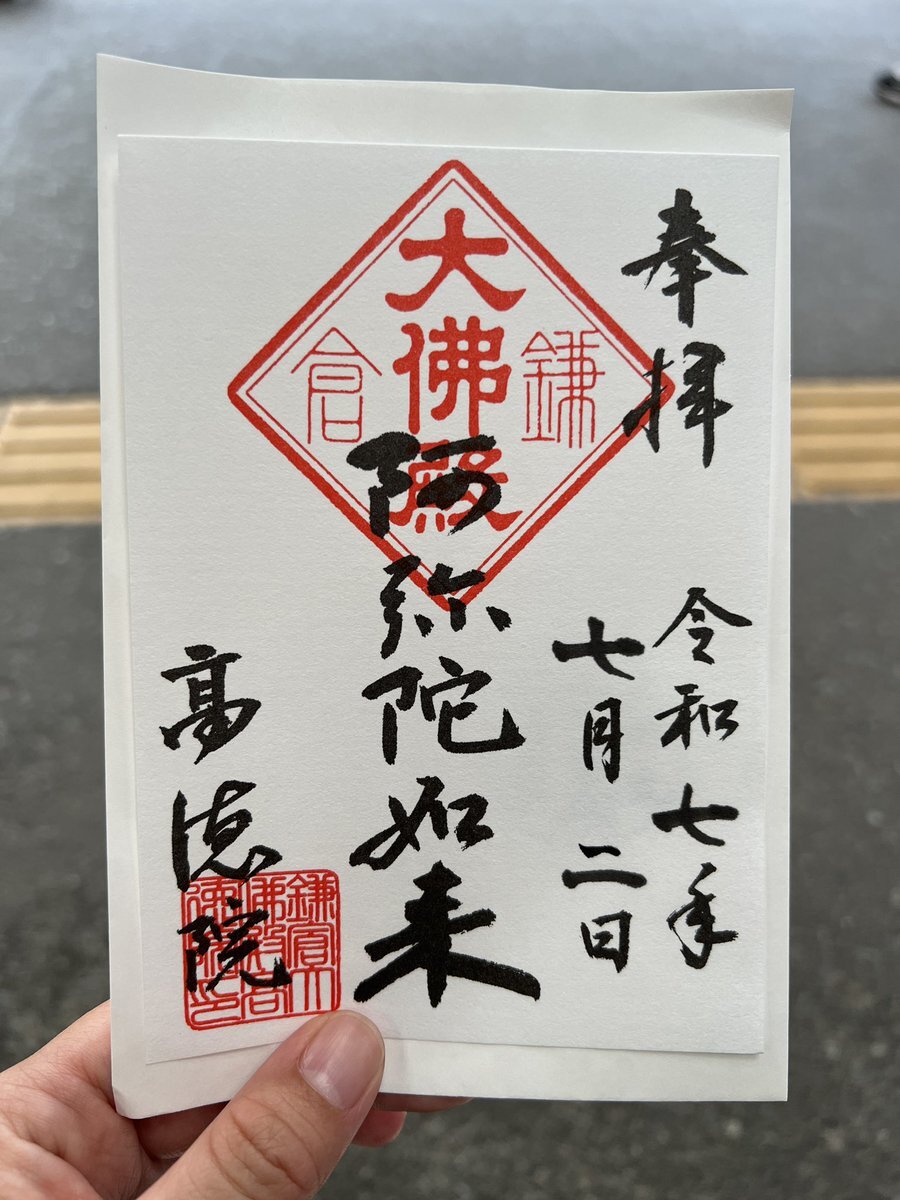 奉拝
令和七年
七月二日
鎌倉
大佛殿
阿弥陀如来
高徳院